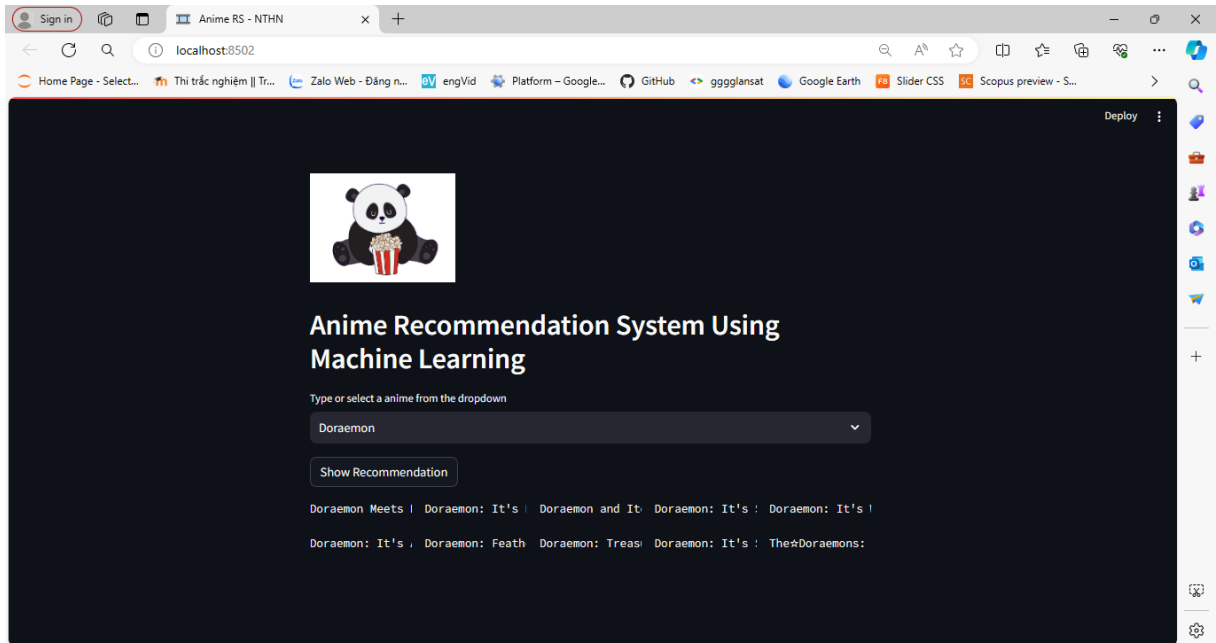 Sign in Anime RS - NTHN
localhost:8502
Home Page - Select... Thi trắc nghiệm || Tr... Zalo Web - Đăng n... engVid Platform – Google... GitHub gggglansat Google Earth F8 Slider CSS SC Scopus preview - S...
Deploy
Anime Recommendation System Using
Machine Learning
Type or select a anime from the dropdown
Doraemon
Show Recommendation
Doraemon Meets Doraemon: It's Doraemon and Doraemon: It's Doraemon: It's
Doraemon: It's Doraemon: Doraemon: Doraemon: It's The☆Doraemons: